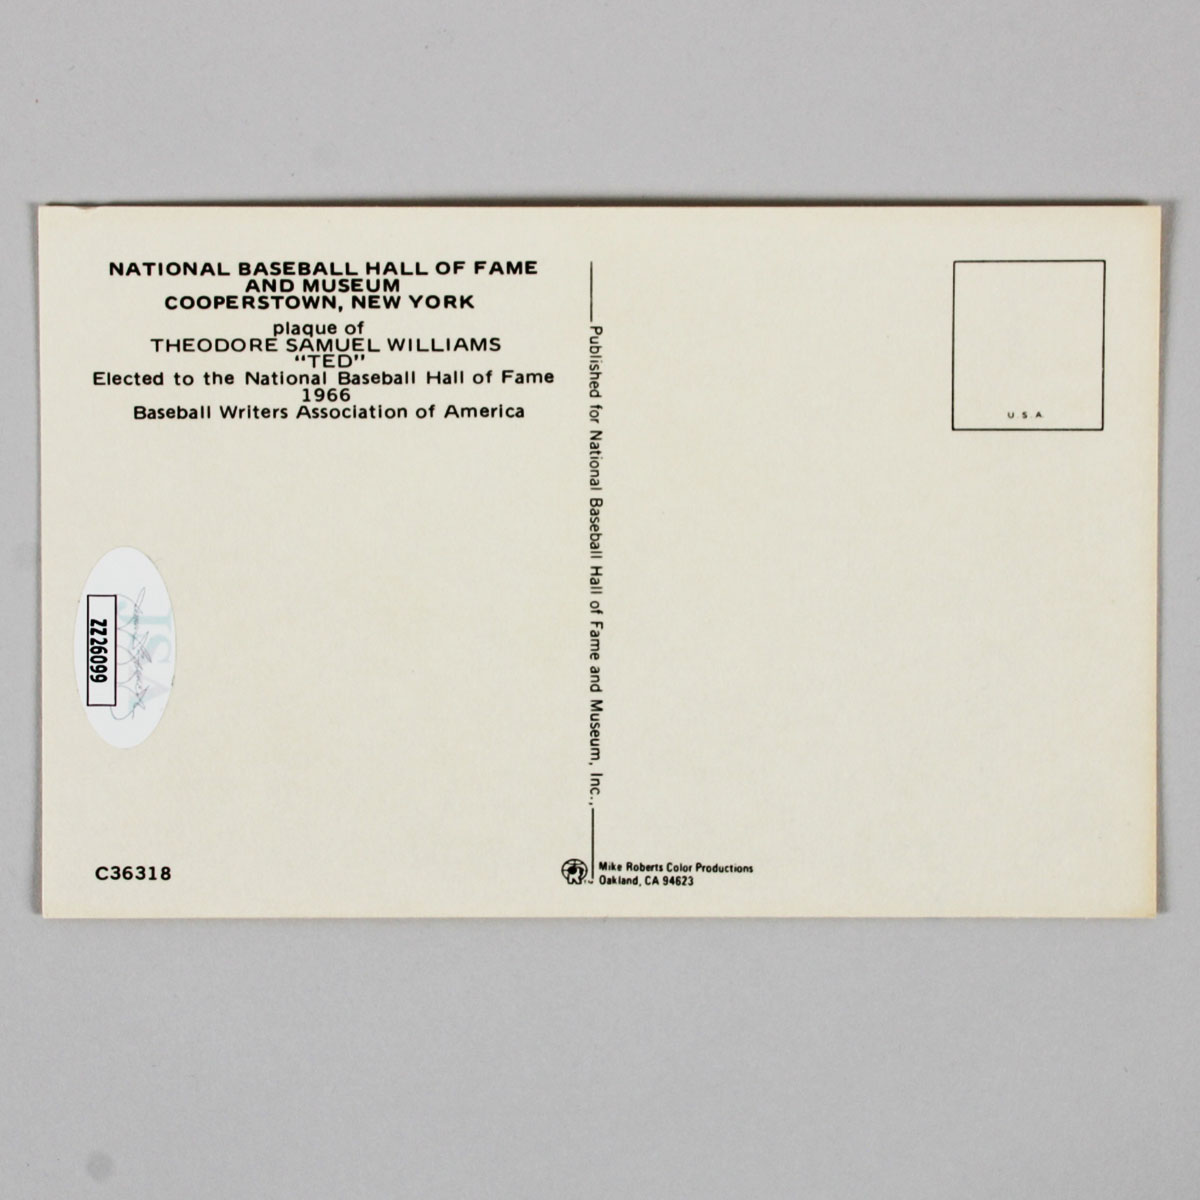 NATIONAL BASEBALL HALL OF FAME
AND MUSEUM
COOPERSTOWN, NEW YORK
plaque of
THEODORE SAMUEL WILLIAMS
“TED”
Elected to the National Baseball Hall of Fame
1966
Baseball Writers Association of America
JSA
ZZ26099
C36318
Published for National Baseball Hall of Fame and Museum, Inc.,
Mike Roberts Color Productions
Oakland, CA 94623
U.S.A.